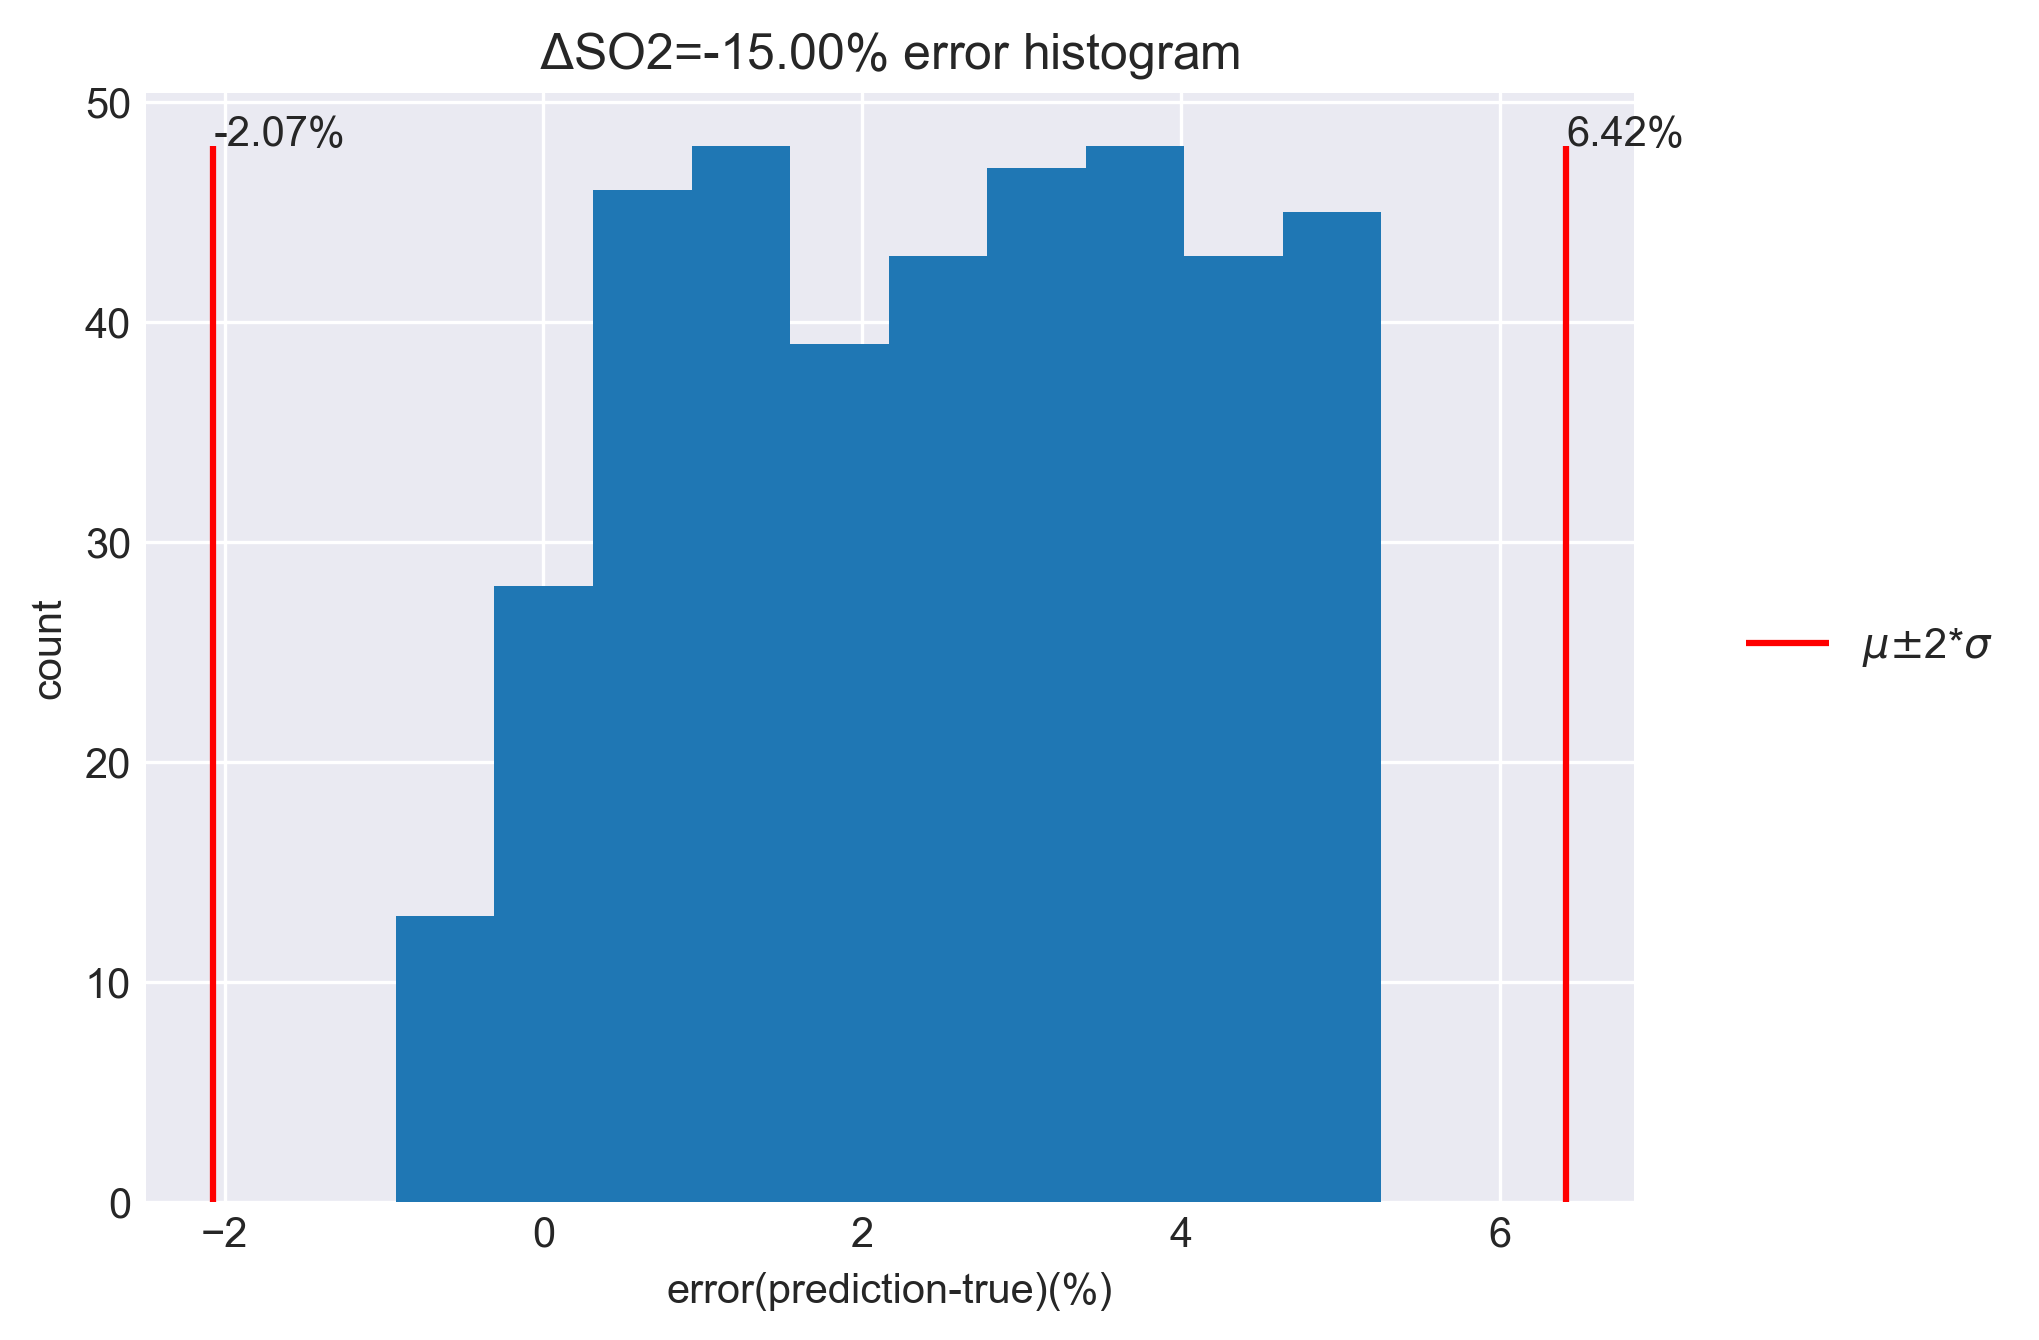 ΔSO2=-15.00% error histogram
50
40
30
20
10
0
-2.07%
6.42%
count
−2 0 2 4 6
error(prediction-true)(%)
μ±2*σ